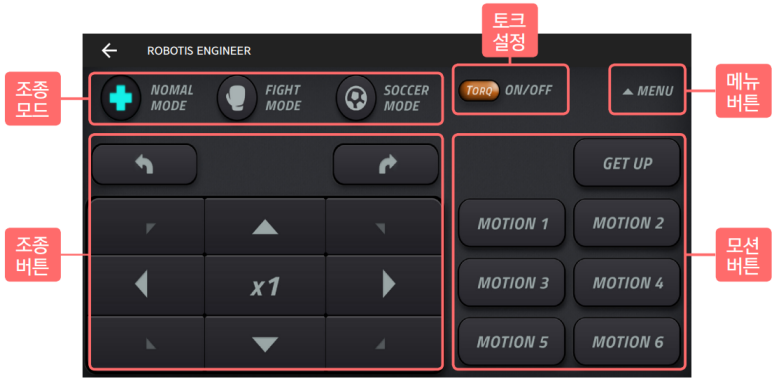 토크
설정
ROBOTIS ENGINEER
조종
모드
NOMAL
MODE
FIGHT
MODE
SOCCER
MODE
TORQ ON/OFF
MENU
메뉴
버튼
GET UP
MOTION 1
MOTION 2
조종
버튼
x1
MOTION 3
MOTION 4
모션
버튼
MOTION 5
MOTION 6